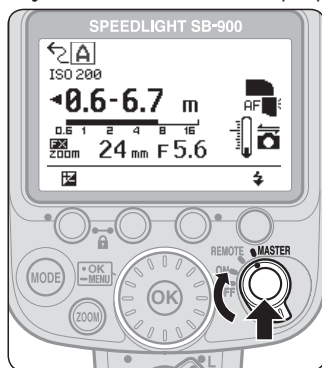 SPEEDLIGHT SB-900
A
ISO 200
0.6-6.7 m
AF
0.6 1 2 4 8 16
FX
zoom 24 mm F 5.6
REMOTE MASTER
ON
OFF
MODE
OK
MENU
ZOOM
OK
L